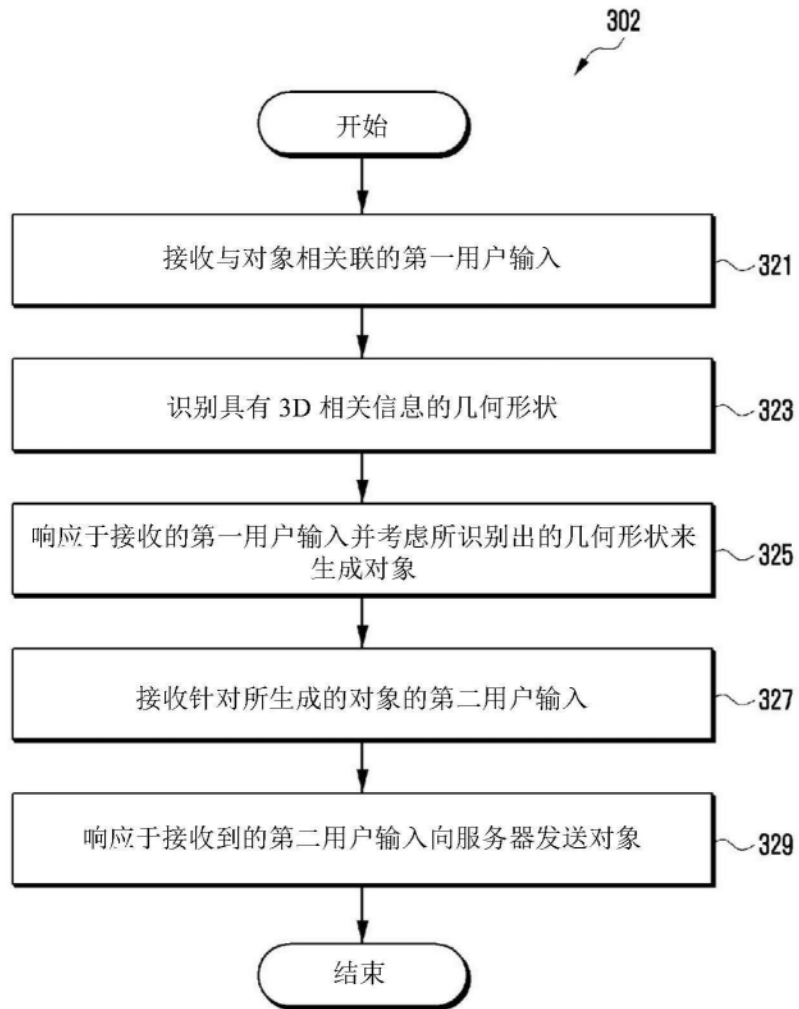 302
开始
接收与对象相关联的第一用户输入
321
识别具有 3D 相关信息的几何形状
323
响应于接收的第一用户输入并考虑所识别出的几何形状来
生成对象
325
接收针对所生成的对象的第二用户输入
327
响应于接收到的第二用户输入向服务器发送对象
329
结束